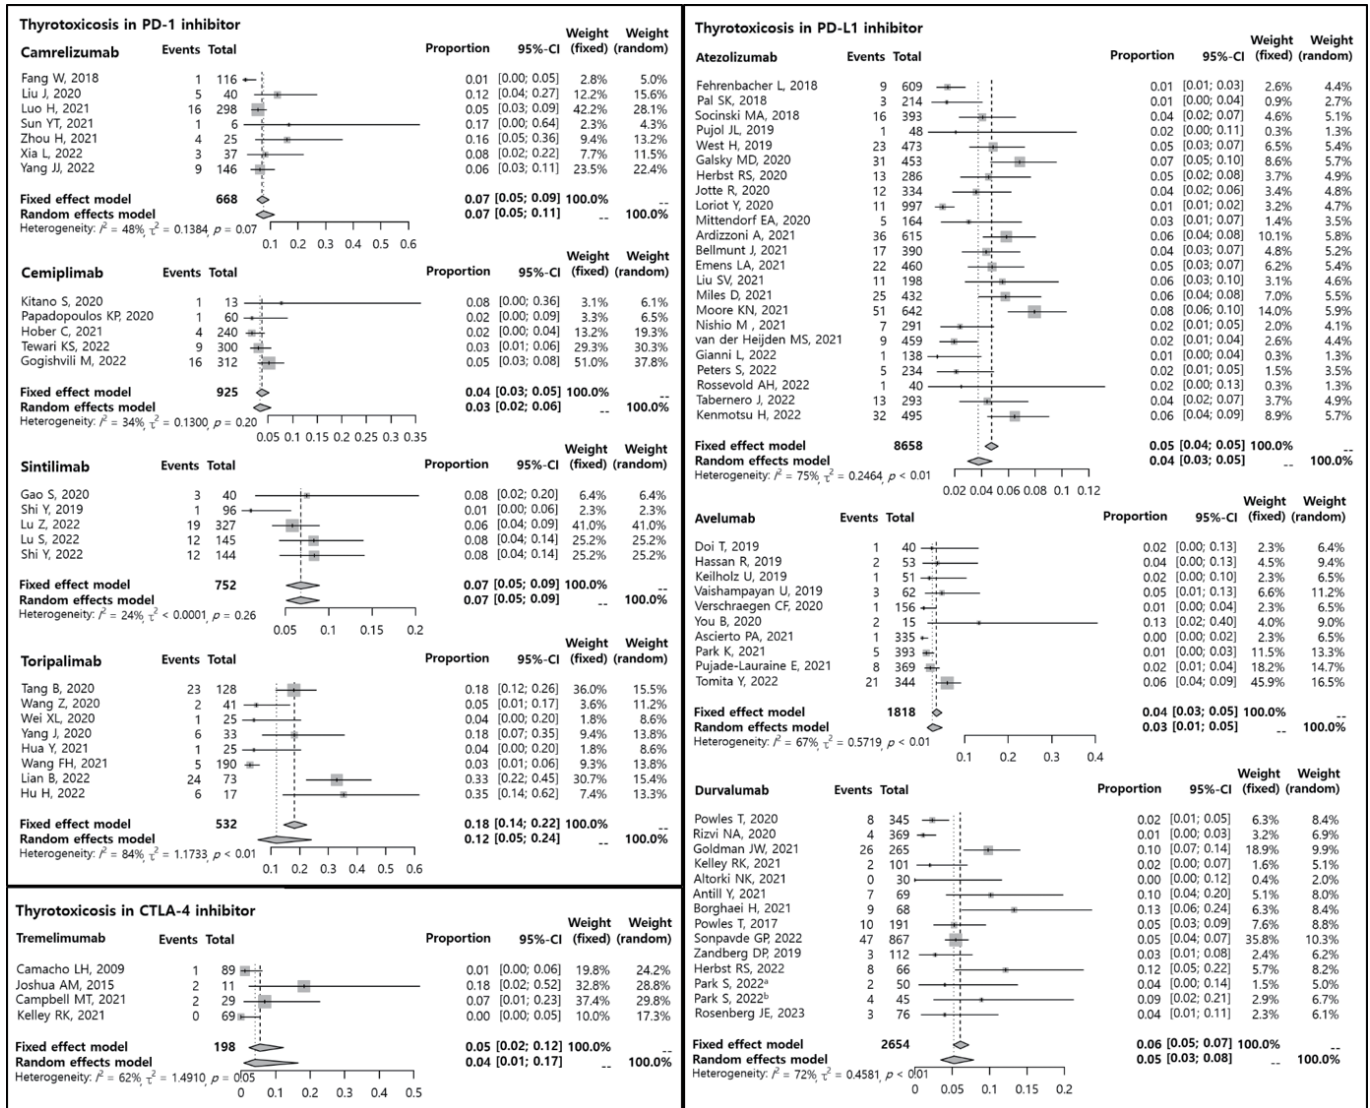 Thyrotoxicosis in PD-1 inhibitor
Camrelizumab Events Total Proportion 95%-CI Weight (fixed) Weight (random)
Fang W, 2018 1 116 0.01 [0.00; 0.05] 2.8% 5.0%
Liu J, 2020 5 40 0.12 [0.04; 0.27] 12.2% 15.6%
Luo H, 2021 16 298 0.05 [0.03; 0.09] 42.2% 28.1%
Sun YT, 2021 1 6 0.17 [0.00; 0.64] 2.3% 4.3%
Zhou H, 2021 4 25 0.16 [0.05; 0.36] 9.4% 13.2%
Xia L, 2022 3 37 0.08 [0.02; 0.22] 7.7% 11.5%
Yang JJ, 2022 9 146 0.06 [0.03; 0.11] 23.5% 22.4%
Fixed effect model 668 0.07 [0.05; 0.09] 100.0% --
Random effects model 0.07 [0.05; 0.11] -- 100.0%
Heterogeneity: I² = 48%, τ² = 0.1384, p = 0.07
0.1 0.2 0.3 0.4 0.5 0.6
Cemiplimab Events Total Proportion 95%-CI Weight (fixed) Weight (random)
Kitano S, 2020 1 13 0.08 [0.00; 0.36] 3.1% 6.1%
Papadopoulos KP, 2020 1 60 0.02 [0.00; 0.09] 3.3% 6.5%
Hober C, 2021 4 240 0.02 [0.00; 0.04] 13.2% 19.3%
Tewari KS, 2022 9 300 0.03 [0.01; 0.06] 29.3% 30.3%
Gogishvili M, 2022 16 312 0.05 [0.03; 0.08] 51.0% 37.8%
Fixed effect model 925 0.04 [0.03; 0.05] 100.0% --
Random effects model 0.03 [0.02; 0.06] -- 100.0%
Heterogeneity: I² = 34%, τ² = 0.1300, p = 0.20
0.05 0.1 0.15 0.2 0.25 0.3 0.35
Sintilimab Events Total Proportion 95%-CI Weight (fixed) Weight (random)
Gao S, 2020 3 40 0.08 [0.02; 0.20] 6.4% 6.4%
Shi Y, 2019 1 96 0.01 [0.00; 0.06] 2.3% 2.3%
Lu Z, 2022 19 327 0.06 [0.04; 0.09] 41.0% 41.0%
Lu S, 2022 12 145 0.08 [0.04; 0.14] 25.2% 25.2%
Shi Y, 2022 12 144 0.08 [0.04; 0.14] 25.2% 25.2%
Fixed effect model 752 0.07 [0.05; 0.09] 100.0% --
Random effects model 0.07 [0.05; 0.09] -- 100.0%
Heterogeneity: I² = 24%, τ² < 0.0001, p = 0.26
0.05 0.1 0.15 0.2
Toripalimab Events Total Proportion 95%-CI Weight (fixed) Weight (random)
Tang B, 2020 23 128 0.18 [0.12; 0.26] 36.0% 15.5%
Wang Z, 2020 2 41 0.05 [0.01; 0.17] 3.6% 11.2%
Wei XL, 2020 1 25 0.04 [0.00; 0.20] 1.8% 8.6%
Yang J, 2020 6 33 0.18 [0.07; 0.35] 9.4% 13.8%
Hua Y, 2021 1 25 0.04 [0.00; 0.20] 1.8% 8.6%
Wang FH, 2021 5 190 0.03 [0.01; 0.06] 9.3% 13.8%
Lian B, 2022 24 73 0.33 [0.22; 0.45] 30.7% 15.4%
Hu H, 2022 6 17 0.35 [0.14; 0.62] 7.4% 13.3%
Fixed effect model 532 0.18 [0.14; 0.22] 100.0% --
Random effects model 0.12 [0.05; 0.24] -- 100.0%
Heterogeneity: I² = 84%, τ² = 1.1733, p < 0.01
0.1 0.2 0.3 0.4 0.5 0.6
Thyrotoxicosis in CTLA-4 inhibitor
Tremelimumab Events Total Proportion 95%-CI Weight (fixed) Weight (random)
Camacho LH, 2009 1 89 0.01 [0.00; 0.06] 19.8% 24.2%
Joshua AM, 2015 2 11 0.18 [0.02; 0.52] 32.8% 28.8%
Campbell MT, 2021 2 29 0.07 [0.01; 0.23] 37.4% 29.8%
Kelley RK, 2021 0 69 0.00 [0.00; 0.05] 10.0% 17.3%
Fixed effect model 198 0.05 [0.02; 0.12] 100.0% --
Random effects model 0.04 [0.01; 0.17] -- 100.0%
Heterogeneity: I² = 62%, τ² = 1.4910, p = 0.05
0 0.1 0.2 0.3 0.4 0.5
Thyrotoxicosis in PD-L1 inhibitor
Atezolizumab Events Total Proportion 95%-CI Weight (fixed) Weight (random)
Fehrenbacher L, 2018 9 609 0.01 [0.01; 0.03] 2.6% 4.4%
Pal SK, 2018 3 214 0.01 [0.00; 0.04] 0.9% 2.7%
Socinski MA, 2018 16 393 0.04 [0.02; 0.07] 4.6% 5.1%
Pujol JL, 2019 1 48 0.02 [0.00; 0.11] 0.3% 1.3%
West H, 2019 23 473 0.05 [0.03; 0.07] 6.5% 5.4%
Galsky MD, 2020 31 453 0.07 [0.05; 0.10] 8.6% 5.7%
Herbst RS, 2020 13 286 0.05 [0.02; 0.08] 3.7% 4.9%
Jotte R, 2020 12 334 0.04 [0.02; 0.06] 3.4% 4.8%
Loriot Y, 2020 11 997 0.01 [0.01; 0.02] 3.2% 4.7%
Mittendorf EA, 2020 5 164 0.03 [0.01; 0.07] 1.4% 3.5%
Ardizzoni A, 2021 36 615 0.06 [0.04; 0.08] 10.1% 5.8%
Bellmunt J, 2021 17 390 0.04 [0.03; 0.07] 4.8% 5.2%
Emens LA, 2021 22 460 0.05 [0.03; 0.07] 6.2% 5.4%
Liu SV, 2021 11 198 0.06 [0.03; 0.10] 3.1% 4.6%
Miles D, 2021 25 432 0.06 [0.04; 0.08] 7.0% 5.5%
Moore KN, 2021 51 642 0.08 [0.06; 0.10] 14.0% 5.9%
Nishio M , 2021 7 291 0.02 [0.01; 0.05] 2.0% 4.1%
van der Heijden MS, 2021 9 459 0.02 [0.01; 0.04] 2.6% 4.4%
Gianni L, 2022 1 138 0.01 [0.00; 0.04] 0.3% 1.3%
Peters S, 2022 5 234 0.02 [0.01; 0.05] 1.5% 3.5%
Rossevold AH, 2022 1 40 0.02 [0.00; 0.13] 0.3% 1.3%
Tabernero J, 2022 13 293 0.04 [0.02; 0.07] 3.7% 4.9%
Kenmotsu H, 2022 32 495 0.06 [0.04; 0.09] 8.9% 5.7%
Fixed effect model 8658 0.05 [0.04; 0.05] 100.0% --
Random effects model 0.04 [0.03; 0.05] -- 100.0%
Heterogeneity: I² = 75%, τ² = 0.2464, p < 0.01
0.02 0.04 0.06 0.08 0.1 0.12
Avelumab Events Total Proportion 95%-CI Weight (fixed) Weight (random)
Doi T, 2019 1 40 0.02 [0.00; 0.13] 2.3% 6.4%
Hassan R, 2019 2 53 0.04 [0.00; 0.13] 4.5% 9.4%
Keilholz U, 2019 1 51 0.02 [0.00; 0.10] 2.3% 6.5%
Vaishampayan U, 2019 3 62 0.05 [0.01; 0.13] 6.6% 11.2%
Verschraegen CF, 2020 1 156 0.01 [0.00; 0.04] 2.3% 6.5%
You B, 2020 2 15 0.13 [0.02; 0.40] 4.0% 9.0%
Ascierto PA, 2021 1 335 0.00 [0.00; 0.02] 2.3% 6.5%
Park K, 2021 5 393 0.01 [0.00; 0.03] 11.5% 13.3%
Pujade-Lauraine E, 2021 8 369 0.02 [0.01; 0.04] 18.2% 14.7%
Tomita Y, 2022 21 344 0.06 [0.04; 0.09] 45.9% 16.5%
Fixed effect model 1818 0.04 [0.03; 0.05] 100.0% --
Random effects model 0.03 [0.01; 0.05] -- 100.0%
Heterogeneity: I² = 67%, τ² = 0.5719, p < 0.01
0.1 0.2 0.3 0.4
Durvalumab Events Total Proportion 95%-CI Weight (fixed) Weight (random)
Powles T, 2020 8 345 0.02 [0.01; 0.05] 6.3% 8.4%
Rizvi NA, 2020 4 369 0.01 [0.00; 0.03] 3.2% 6.9%
Goldman JW, 2021 26 265 0.10 [0.07; 0.14] 18.9% 9.9%
Kelley RK, 2021 2 101 0.02 [0.00; 0.07] 1.6% 5.1%
Altorki NK, 2021 0 30 0.00 [0.00; 0.12] 0.4% 2.0%
Antill Y, 2021 7 69 0.10 [0.04; 0.20] 5.1% 8.0%
Borghaei H, 2021 9 68 0.13 [0.06; 0.24] 6.3% 8.4%
Powles T, 2017 10 191 0.05 [0.03; 0.09] 7.6% 8.8%
Sonpavde GP, 2022 47 867 0.05 [0.04; 0.07] 35.8% 10.3%
Zandberg DP, 2019 3 112 0.03 [0.01; 0.08] 2.4% 6.2%
Herbst RS, 2022 8 66 0.12 [0.05; 0.22] 5.7% 8.2%
Park S, 2022ᵃ 2 50 0.04 [0.00; 0.14] 1.5% 5.0%
Park S, 2022ᵇ 4 45 0.09 [0.02; 0.21] 2.9% 6.7%
Rosenberg JE, 2023 3 76 0.04 [0.01; 0.11] 2.3% 6.1%
Fixed effect model 2654 0.06 [0.05; 0.07] 100.0% --
Random effects model 0.05 [0.03; 0.08] -- 100.0%
Heterogeneity: I² = 72%, τ² = 0.4581, p < 0.01
0 0.05 0.1 0.15 0.2